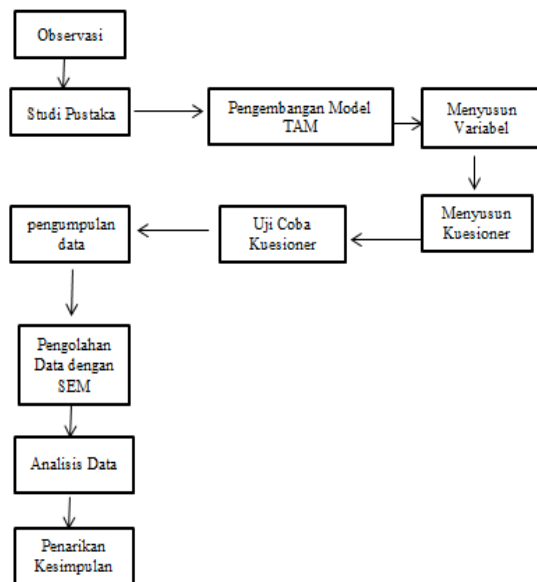 Observasi
Studi Pustaka
Pengembangan Model
TAM
Menyusun
Variabel
Menyusun
Kuesioner
Uji Coba
Kuesioner
pengumpulan
data
Pengolahan
Data dengan
SEM
Analisis Data
Penarikan
Kesimpulan